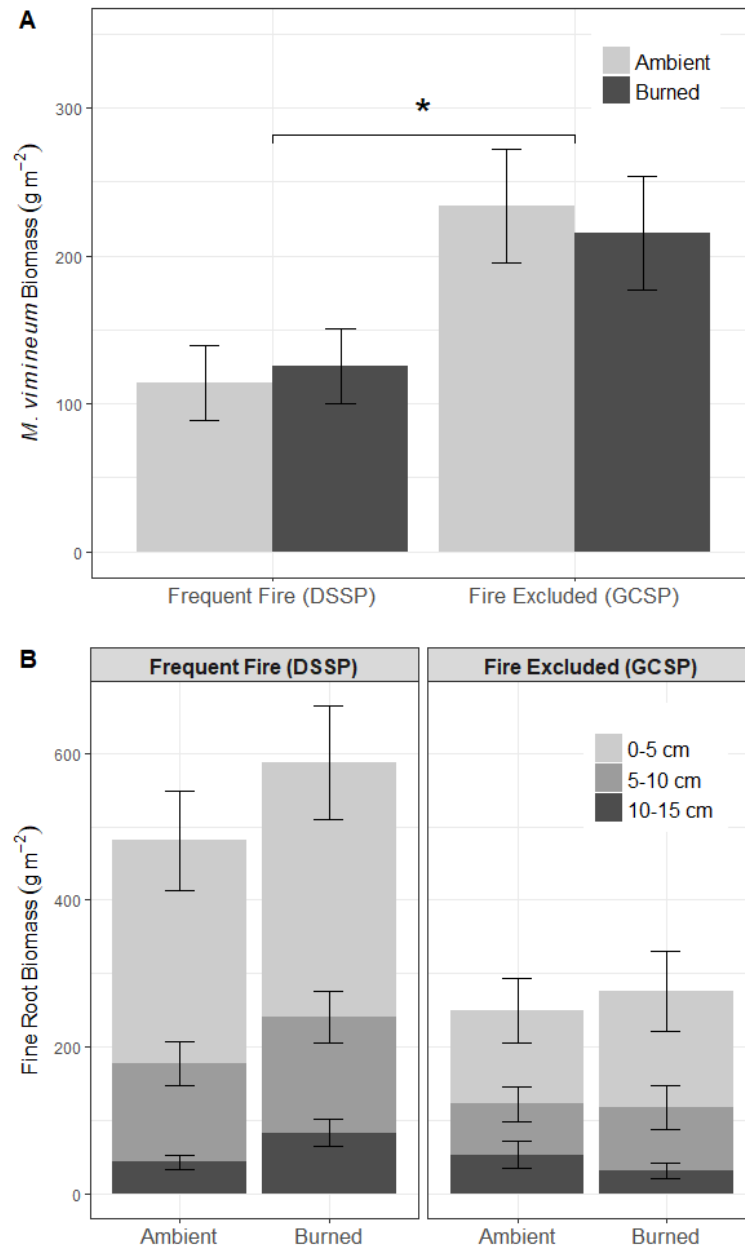 A
Ambient
Burned
*
300
200
100
0
M. vimineum Biomass (g m⁻²)
Frequent Fire (DSSP) Fire Excluded (GCSP)
B
Frequent Fire (DSSP) Fire Excluded (GCSP)
0-5 cm
5-10 cm
10-15 cm
600
400
200
0
Fine Root Biomass (g m⁻²)
Ambient Burned Ambient Burned